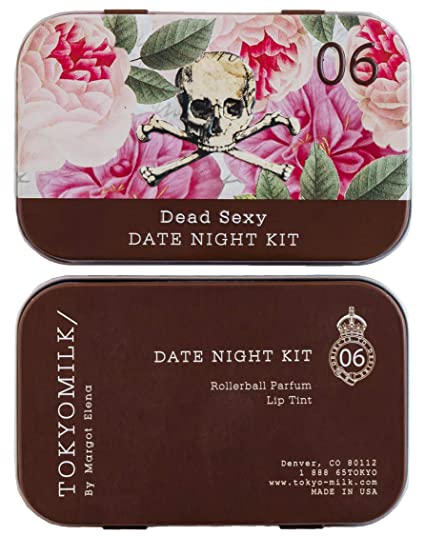 06
Dead Sexy
DATE NIGHT KIT
TOKYOMILK/
By Margot Elena
DATE NIGHT KIT
06
Rollerball Parfum
Lip Tint
Denver, CO 80112
1 888 65TOKYO
www.tokyo-milk.com
MADE IN USA